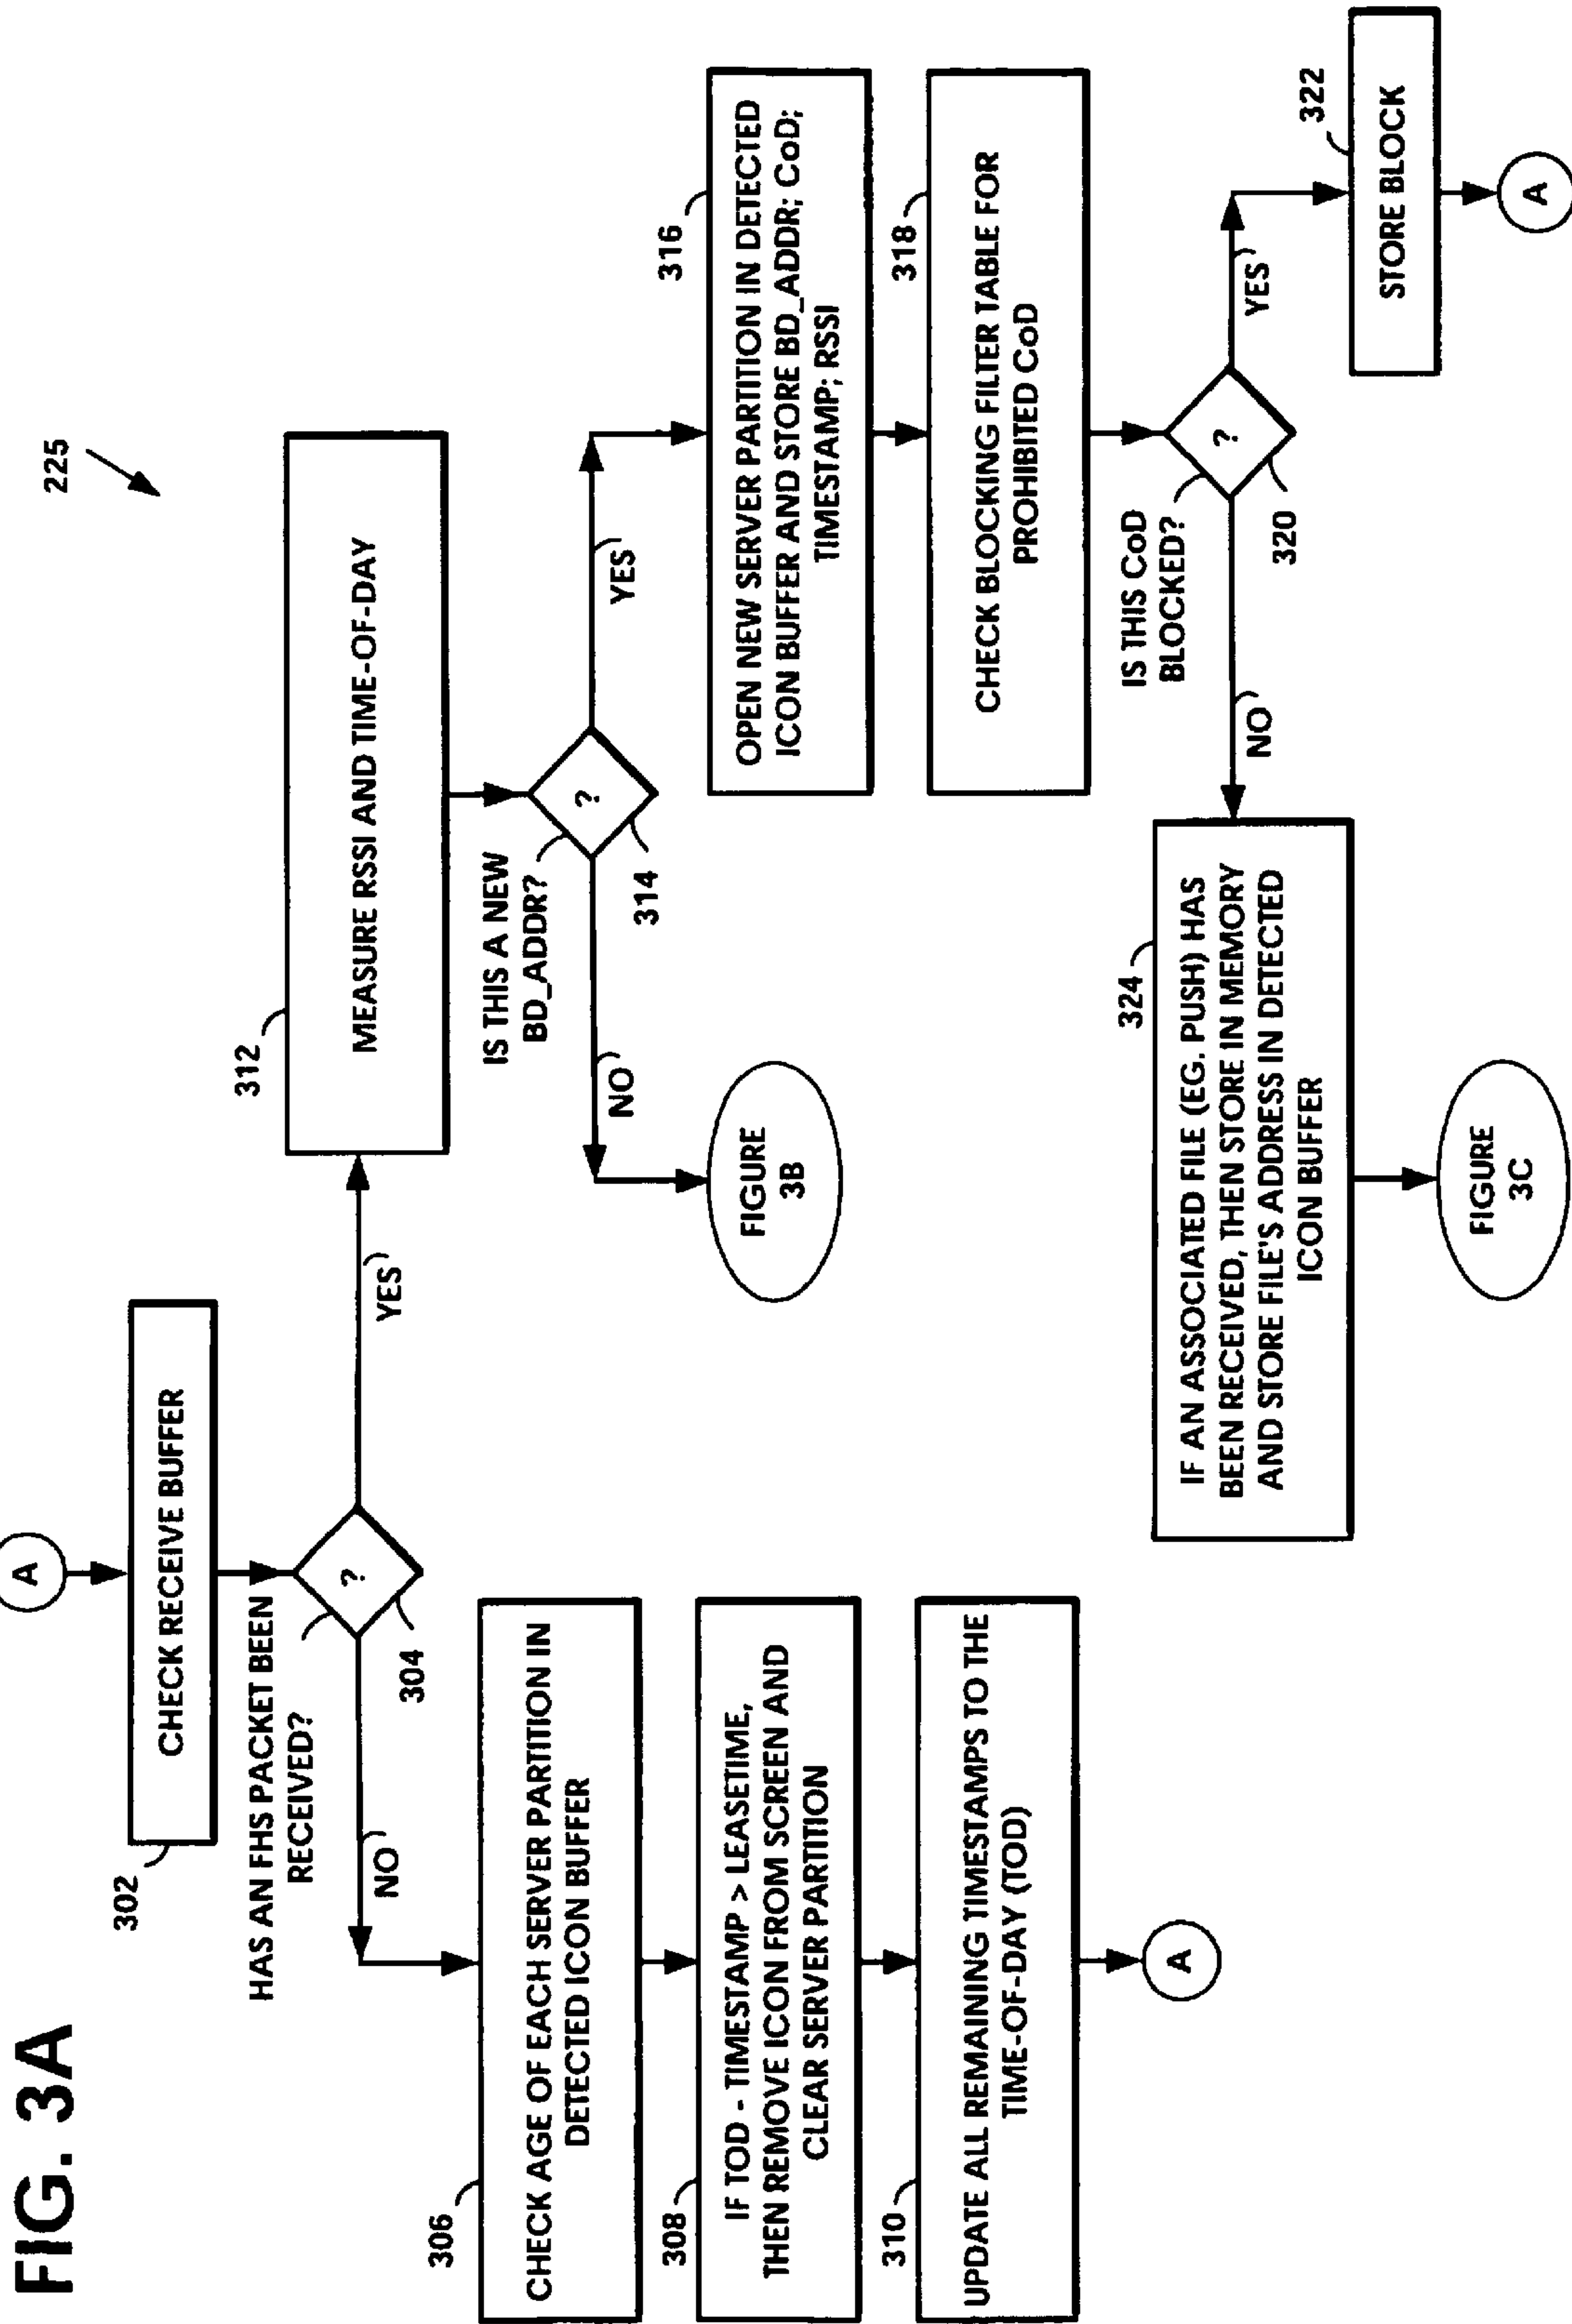 FIG. 3A
225
A
302
CHECK RECEIVE BUFFER
HAS AN FHS PACKET BEEN
RECEIVED?
?
304
NO
YES
306
CHECK AGE OF EACH SERVER PARTITION IN
DETECTED ICON BUFFER
308
IF TOD - TIMESTAMP > LEASETIME,
THEN REMOVE ICON FROM SCREEN AND
CLEAR SERVER PARTITION
310
UPDATE ALL REMAINING TIMESTAMPS TO THE
TIME-OF-DAY (TOD)
A
312
MEASURE RSSI AND TIME-OF-DAY
IS THIS A NEW
BD_ADDR?
?
314
NO
YES
FIGURE
3B
316
OPEN NEW SERVER PARTITION IN DETECTED
ICON BUFFER AND STORE BD_ADDR; CoD;
TIMESTAMP; RSSI
318
CHECK BLOCKING FILTER TABLE FOR
PROHIBITED CoD
IS THIS CoD
BLOCKED?
?
320
NO
YES
322
STORE BLOCK
A
324
IF AN ASSOCIATED FILE (EG. PUSH) HAS
BEEN RECEIVED, THEN STORE IN MEMORY
AND STORE FILE'S ADDRESS IN DETECTED
ICON BUFFER
FIGURE
3C